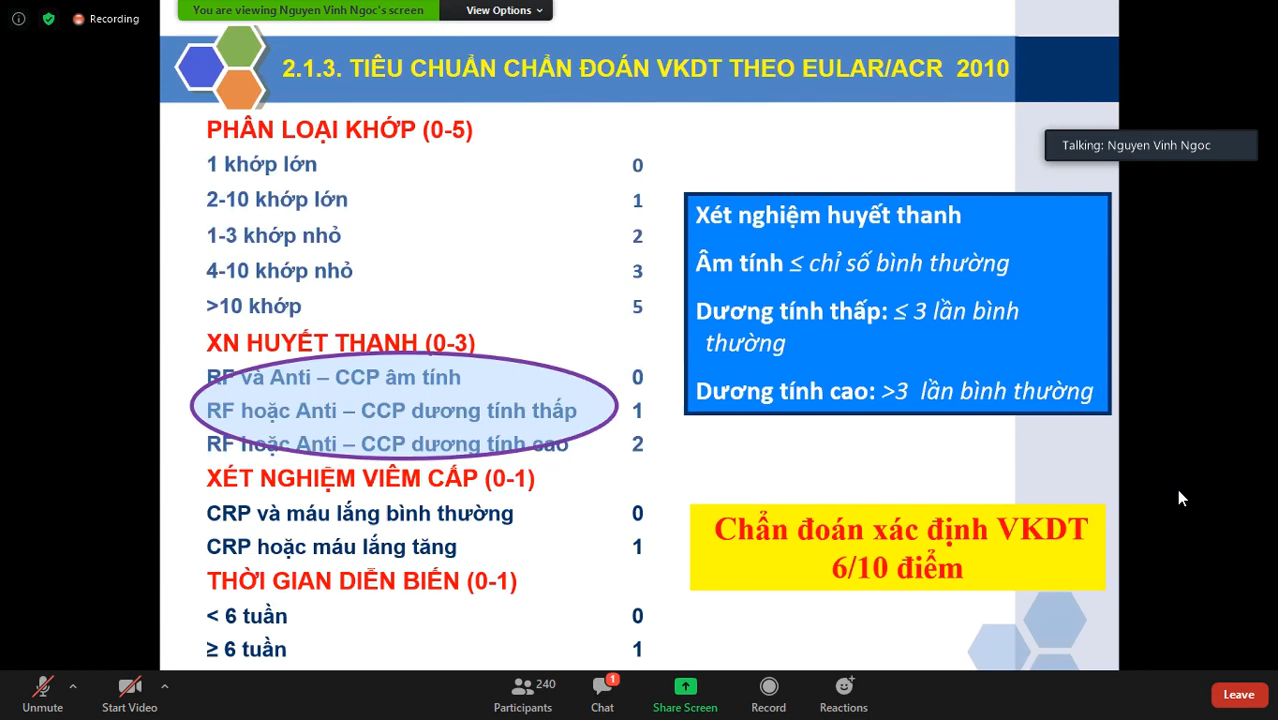 You are viewing Nguyen Vinh Ngoc's screen
View Options
Recording
2.1.3. TIÊU CHUẨN CHẨN ĐOÁN VKDT THEO EULAR/ACR 2010
Talking: Nguyen Vinh Ngoc
PHÂN LOẠI KHỚP (0-5)
1 khớp lớn 0
2-10 khớp lớn 1
1-3 khớp nhỏ 2
4-10 khớp nhỏ 3
>10 khớp 5
XN HUYẾT THANH (0-3)
RF và Anti – CCP âm tính 0
RF hoặc Anti – CCP dương tính thấp 1
RF hoặc Anti – CCP dương tính cao 2
XÉT NGHIỆM VIÊM CẤP (0-1)
CRP và máu lắng bình thường 0
CRP hoặc máu lắng tăng 1
THỜI GIAN DIỄN BIẾN (0-1)
< 6 tuần 0
≥ 6 tuần 1
Xét nghiệm huyết thanh
Âm tính ≤ chỉ số bình thường
Dương tính thấp: ≤ 3 lần bình
thường
Dương tính cao: >3 lần bình thường
Chẩn đoán xác định VKDT
6/10 điểm
Unmute
Start Video
240
Participants
1
Chat
Share Screen
Record
Reactions
Leave